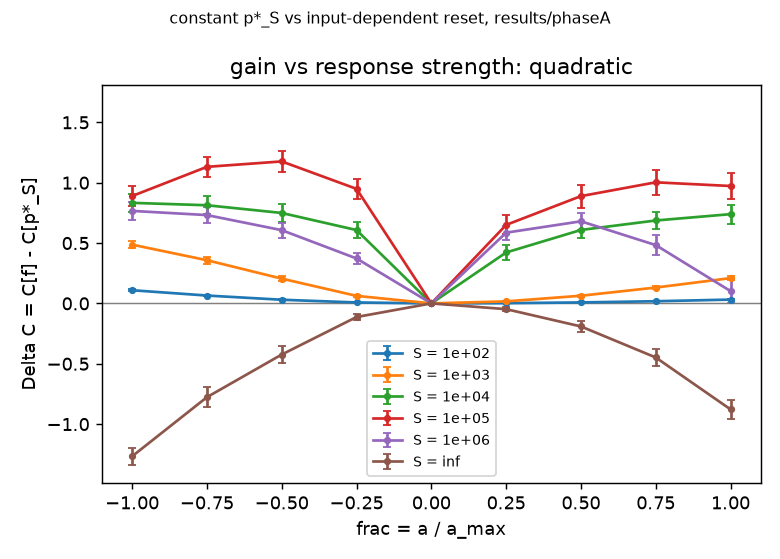 constant p*_S vs input-dependent reset, results/phaseA
gain vs response strength: quadratic
Delta C = C[f] - C[p*_S]
1.5
1.0
0.5
0.0
−0.5
−1.0
S = 1e+02
S = 1e+03
S = 1e+04
S = 1e+05
S = 1e+06
S = inf
−1.00 −0.75 −0.50 −0.25 0.00 0.25 0.50 0.75 1.00
frac = a / a_max